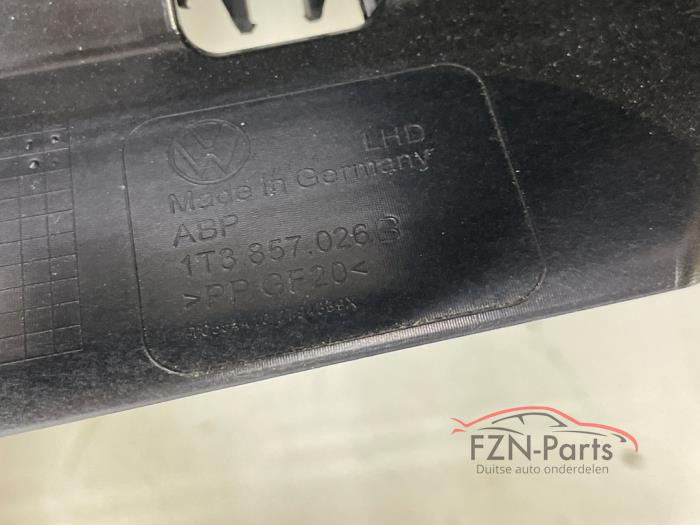 LHD
Made in Germany
ABP
1T3.857.026 B
>PP GF20<
FZN-Parts
Duitse auto onderdelen